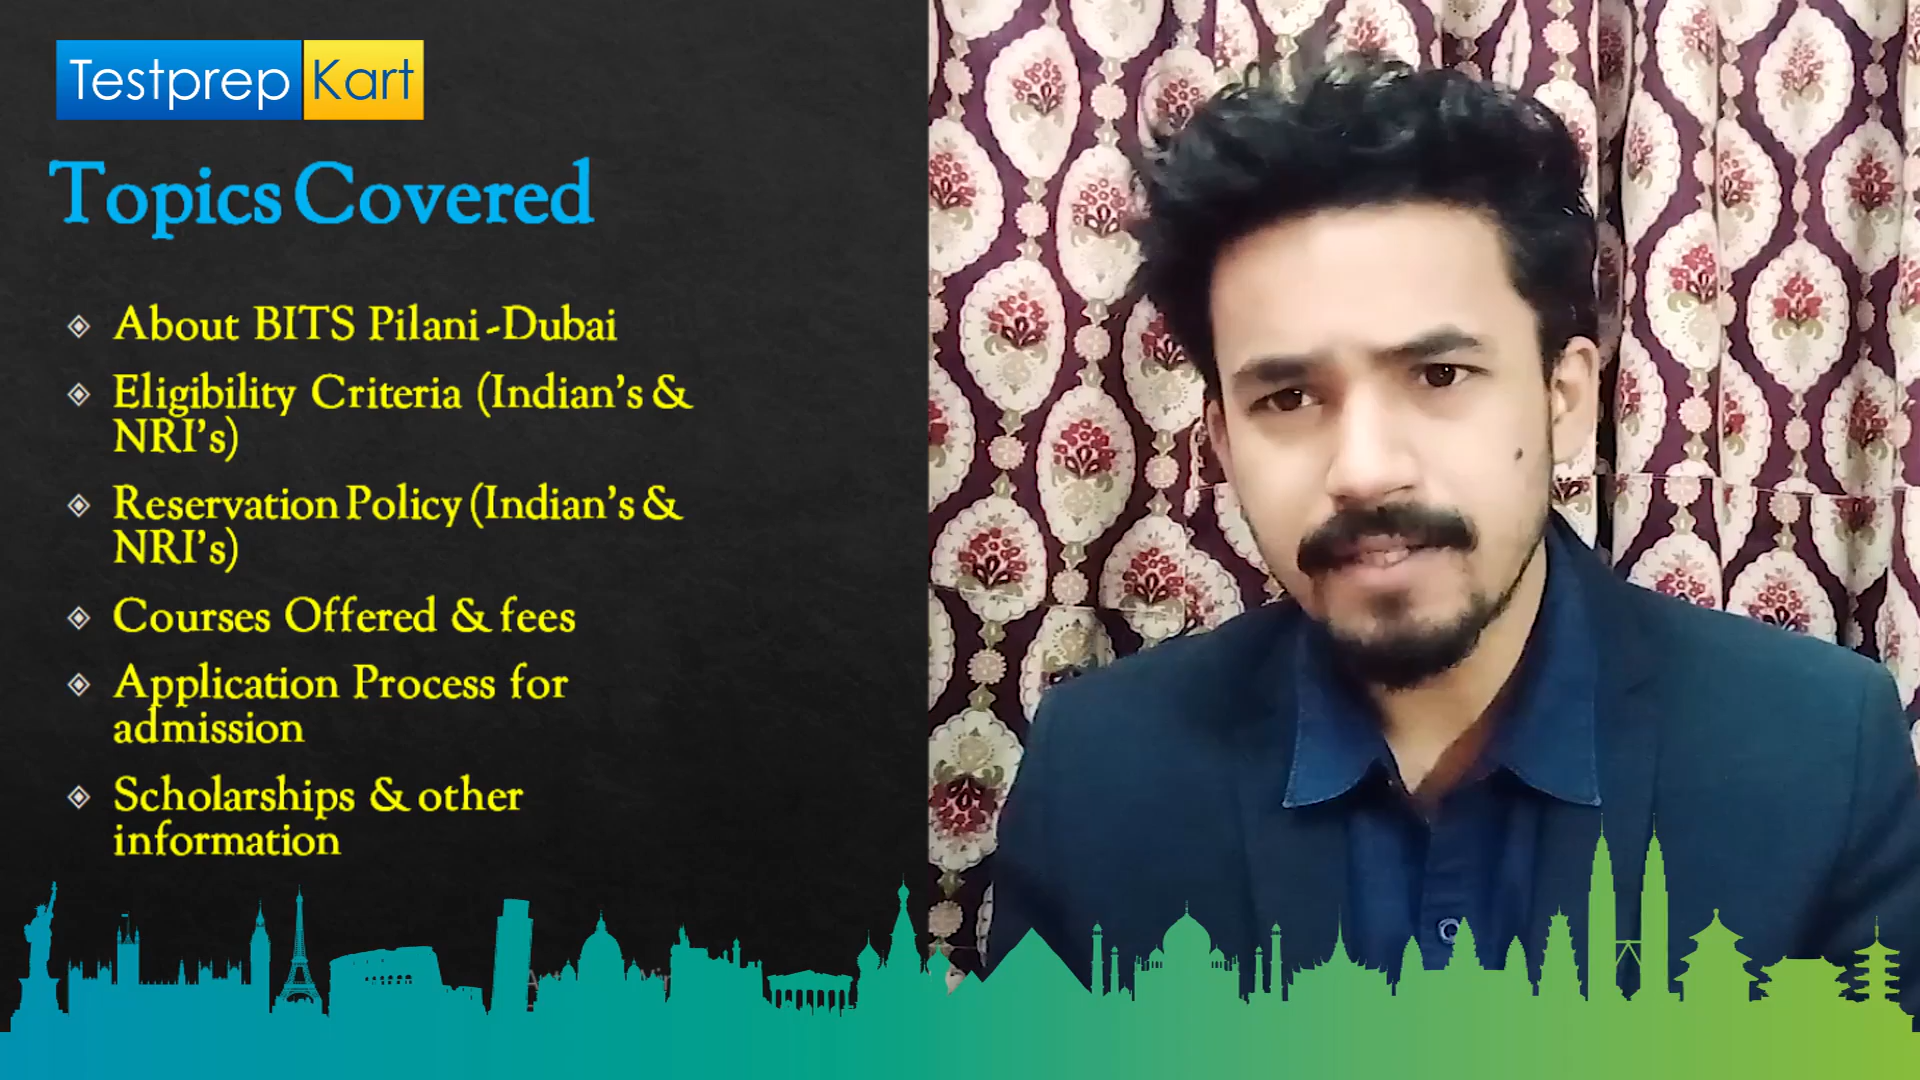 Testprep Kart
Topics Covered
About BITS Pilani -Dubai
Eligibility Criteria (Indian's &
NRI's)
Reservation Policy (Indian's &
NRI's)
Courses Offered & fees
Application Process for
admission
Scholarships & other
information